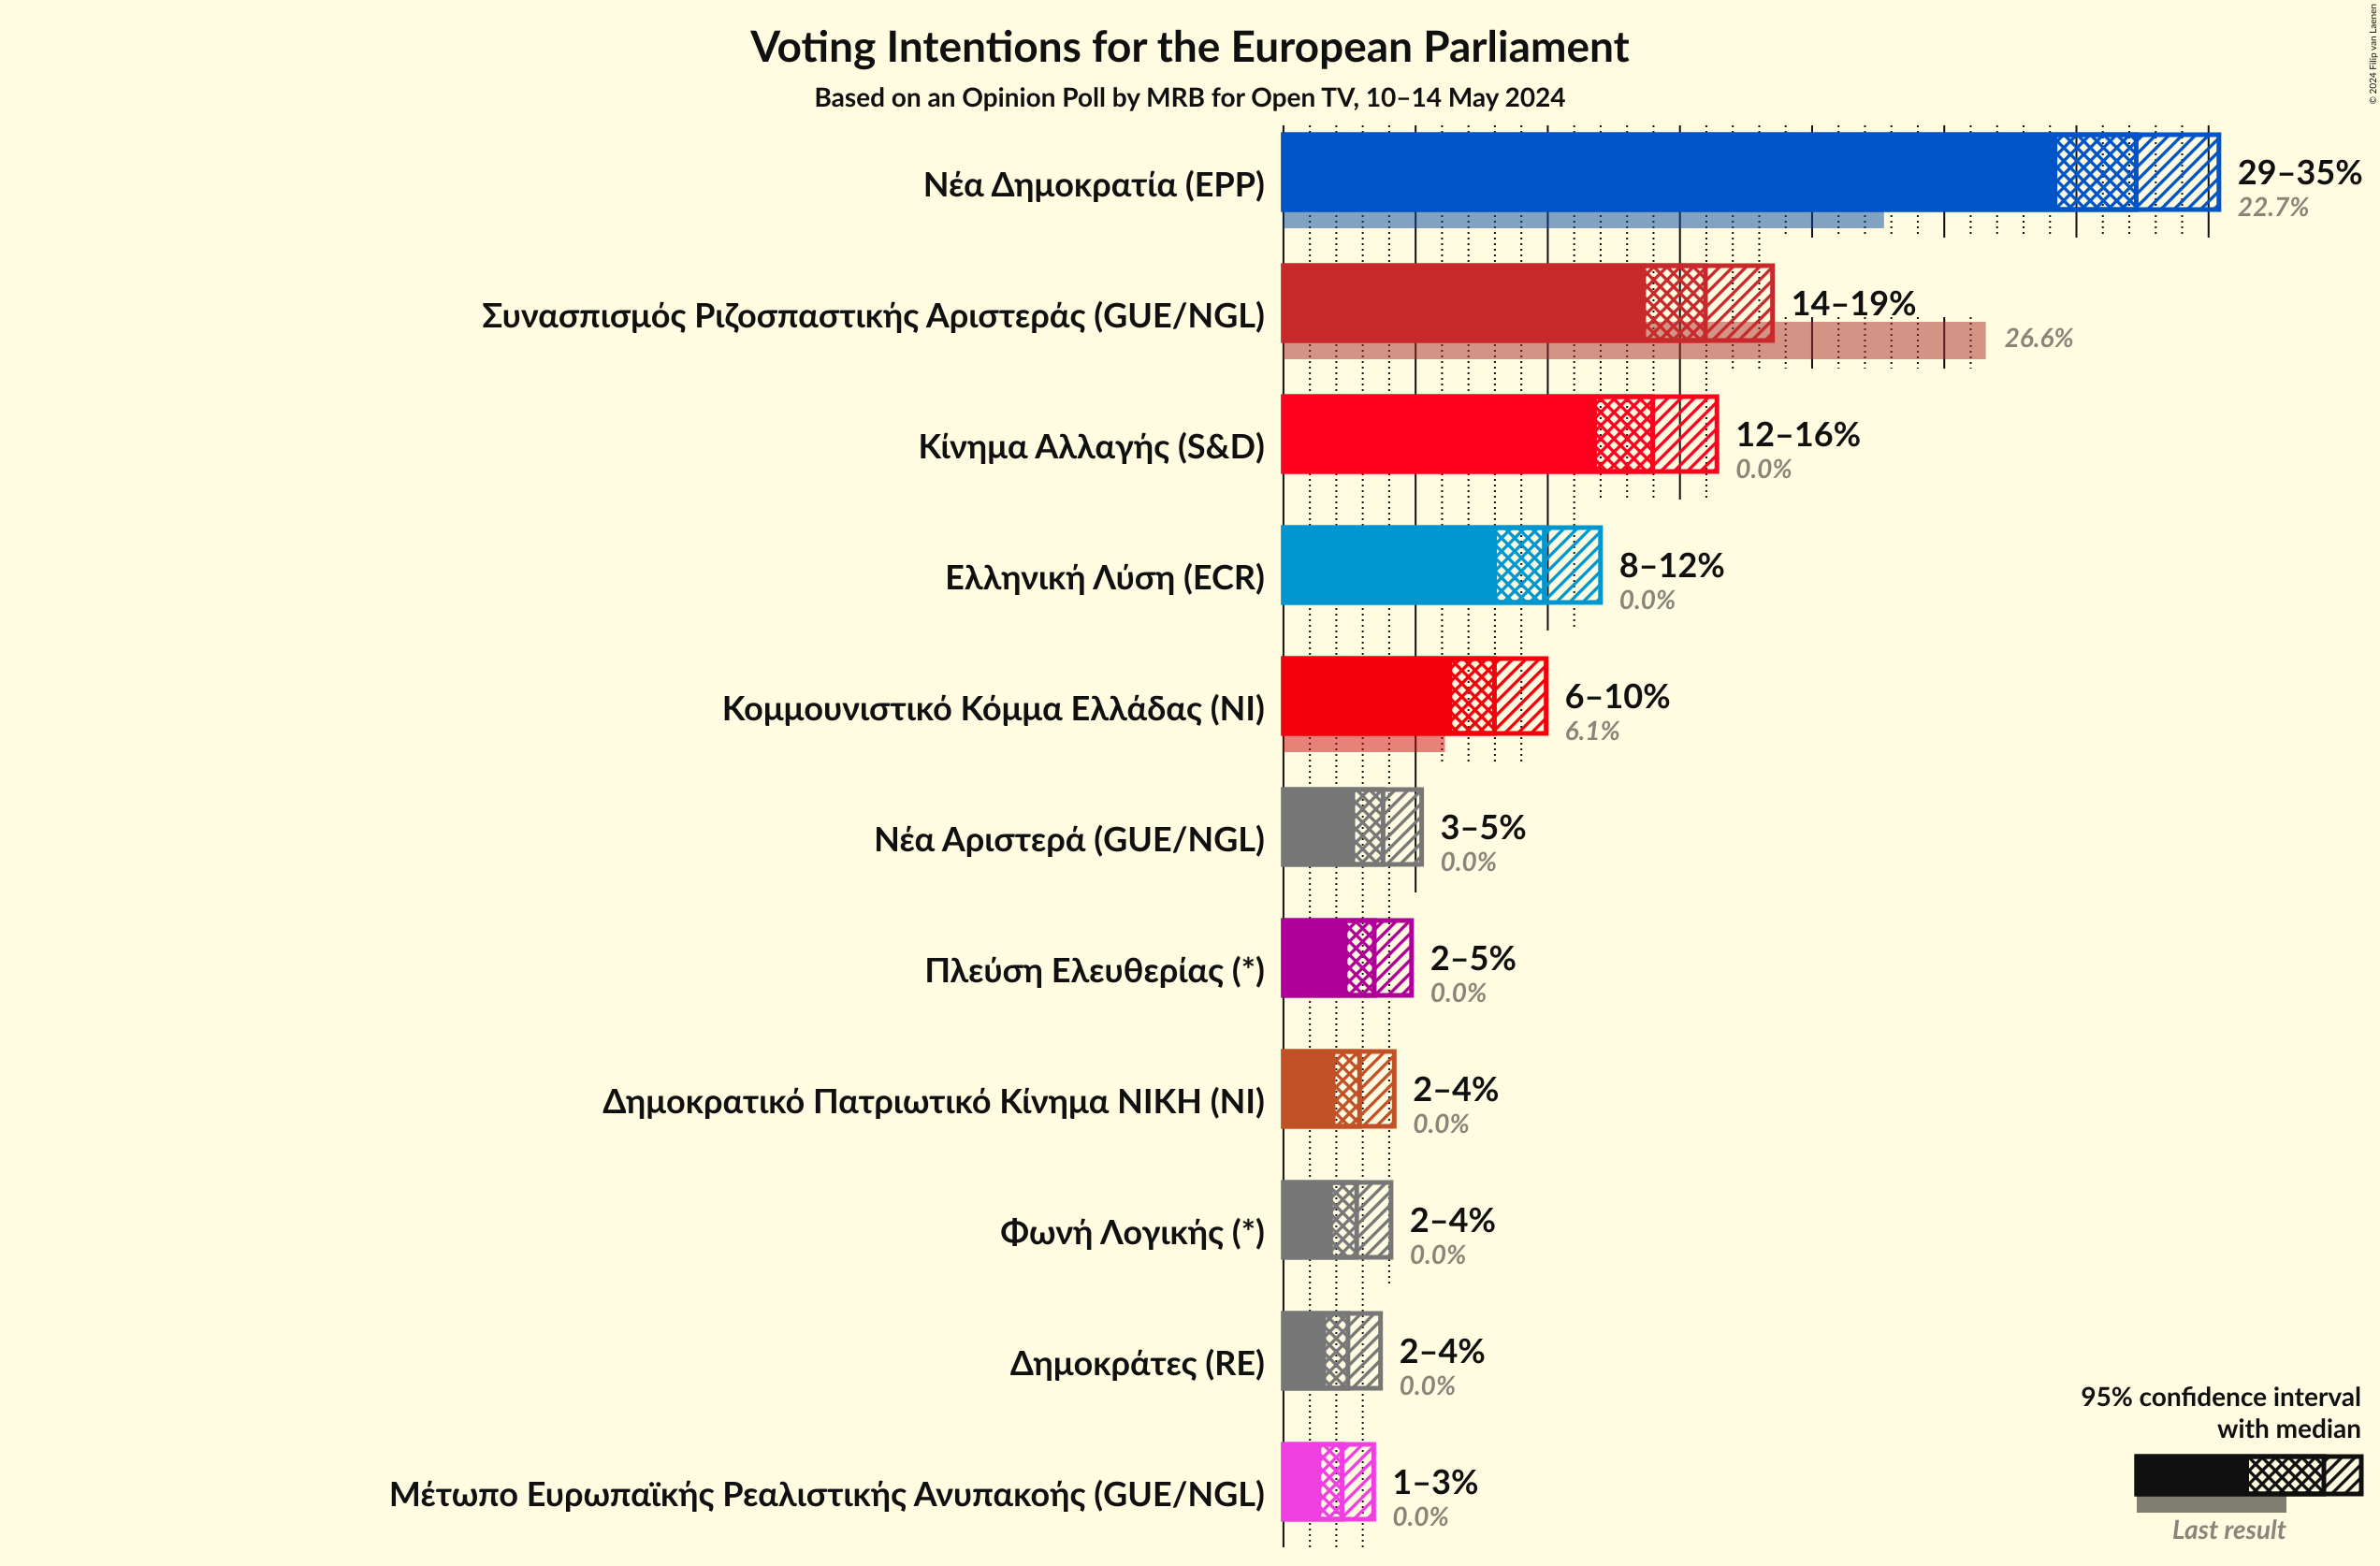 Voting Intentions for the European Parliament
Based on an Opinion Poll by MRB for Open TV, 10–14 May 2024
© 2024 Filip van Laenen
Νέα Δημοκρατία (EPP)
29–35%
22.7%
Συνασπισμός Ριζοσπαστικής Αριστεράς (GUE/NGL)
14–19%
26.6%
Κίνημα Αλλαγής (S&D)
12–16%
0.0%
Ελληνική Λύση (ECR)
8–12%
0.0%
Κομμουνιστικό Κόμμα Ελλάδας (NI)
6–10%
6.1%
Νέα Αριστερά (GUE/NGL)
3–5%
0.0%
Πλεύση Ελευθερίας (*)
2–5%
0.0%
Δημοκρατικό Πατριωτικό Κίνημα ΝΙΚΗ (NI)
2–4%
0.0%
Φωνή Λογικής (*)
2–4%
0.0%
Δημοκράτες (RE)
2–4%
0.0%
Μέτωπο Ευρωπαϊκής Ρεαλιστικής Ανυπακοής (GUE/NGL)
1–3%
0.0%
95% confidence interval
with median
Last result